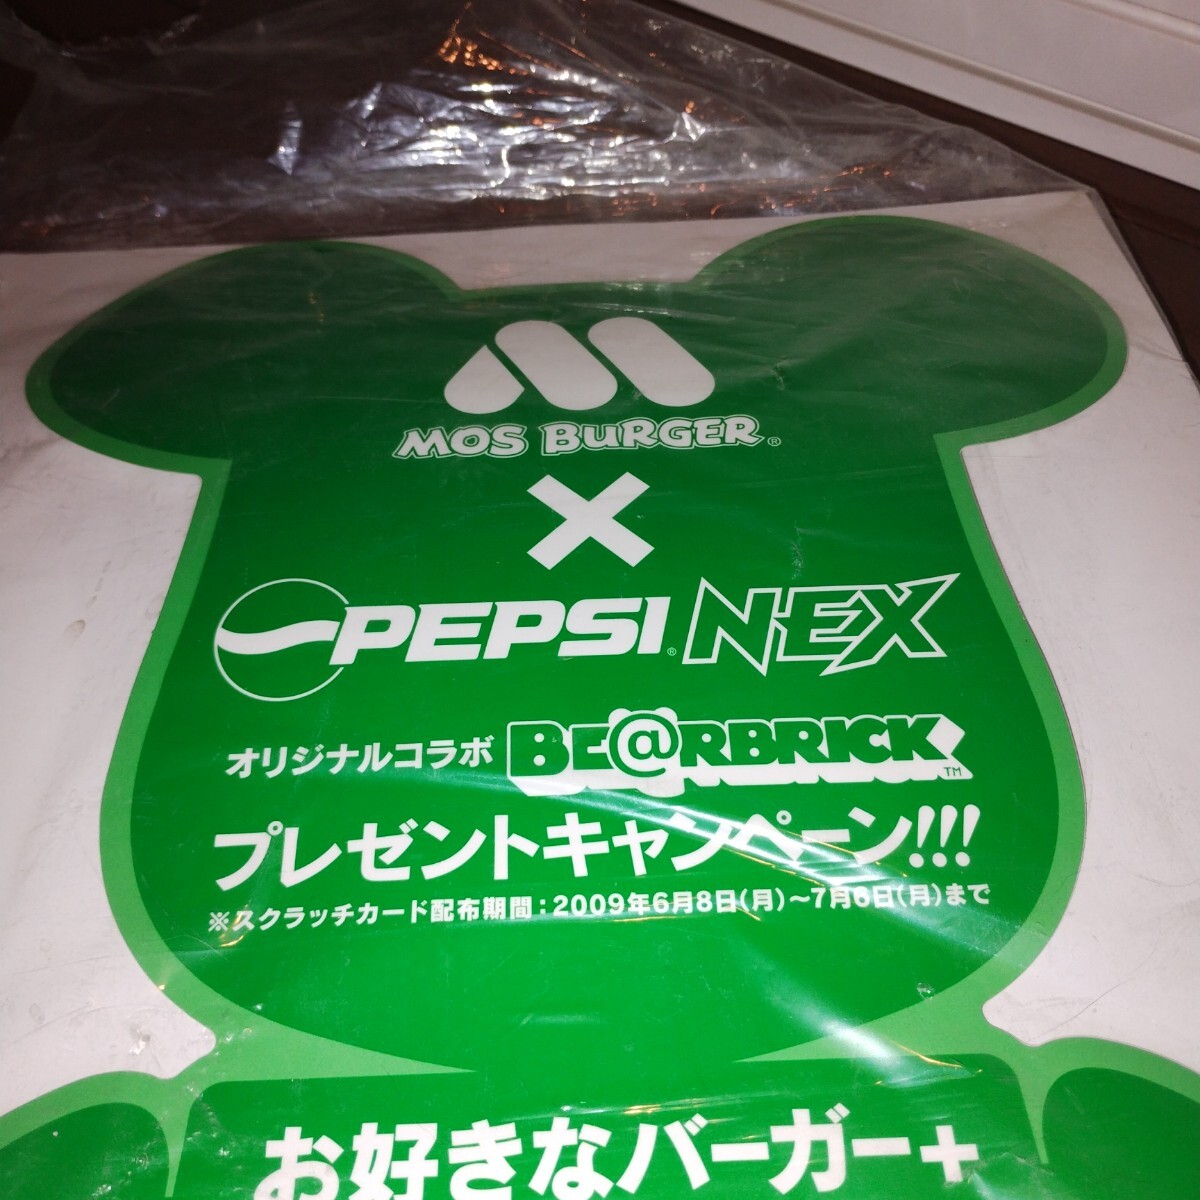 MOS BURGER®
×
PEPSI® NEX
オリジナルコラボ BE@RBRICK™
プレゼントキャンペーン!!!
※スクラッチカード配布期間：2009年6月8日(月)～7月6日(月)まで
お好きなバーガー+